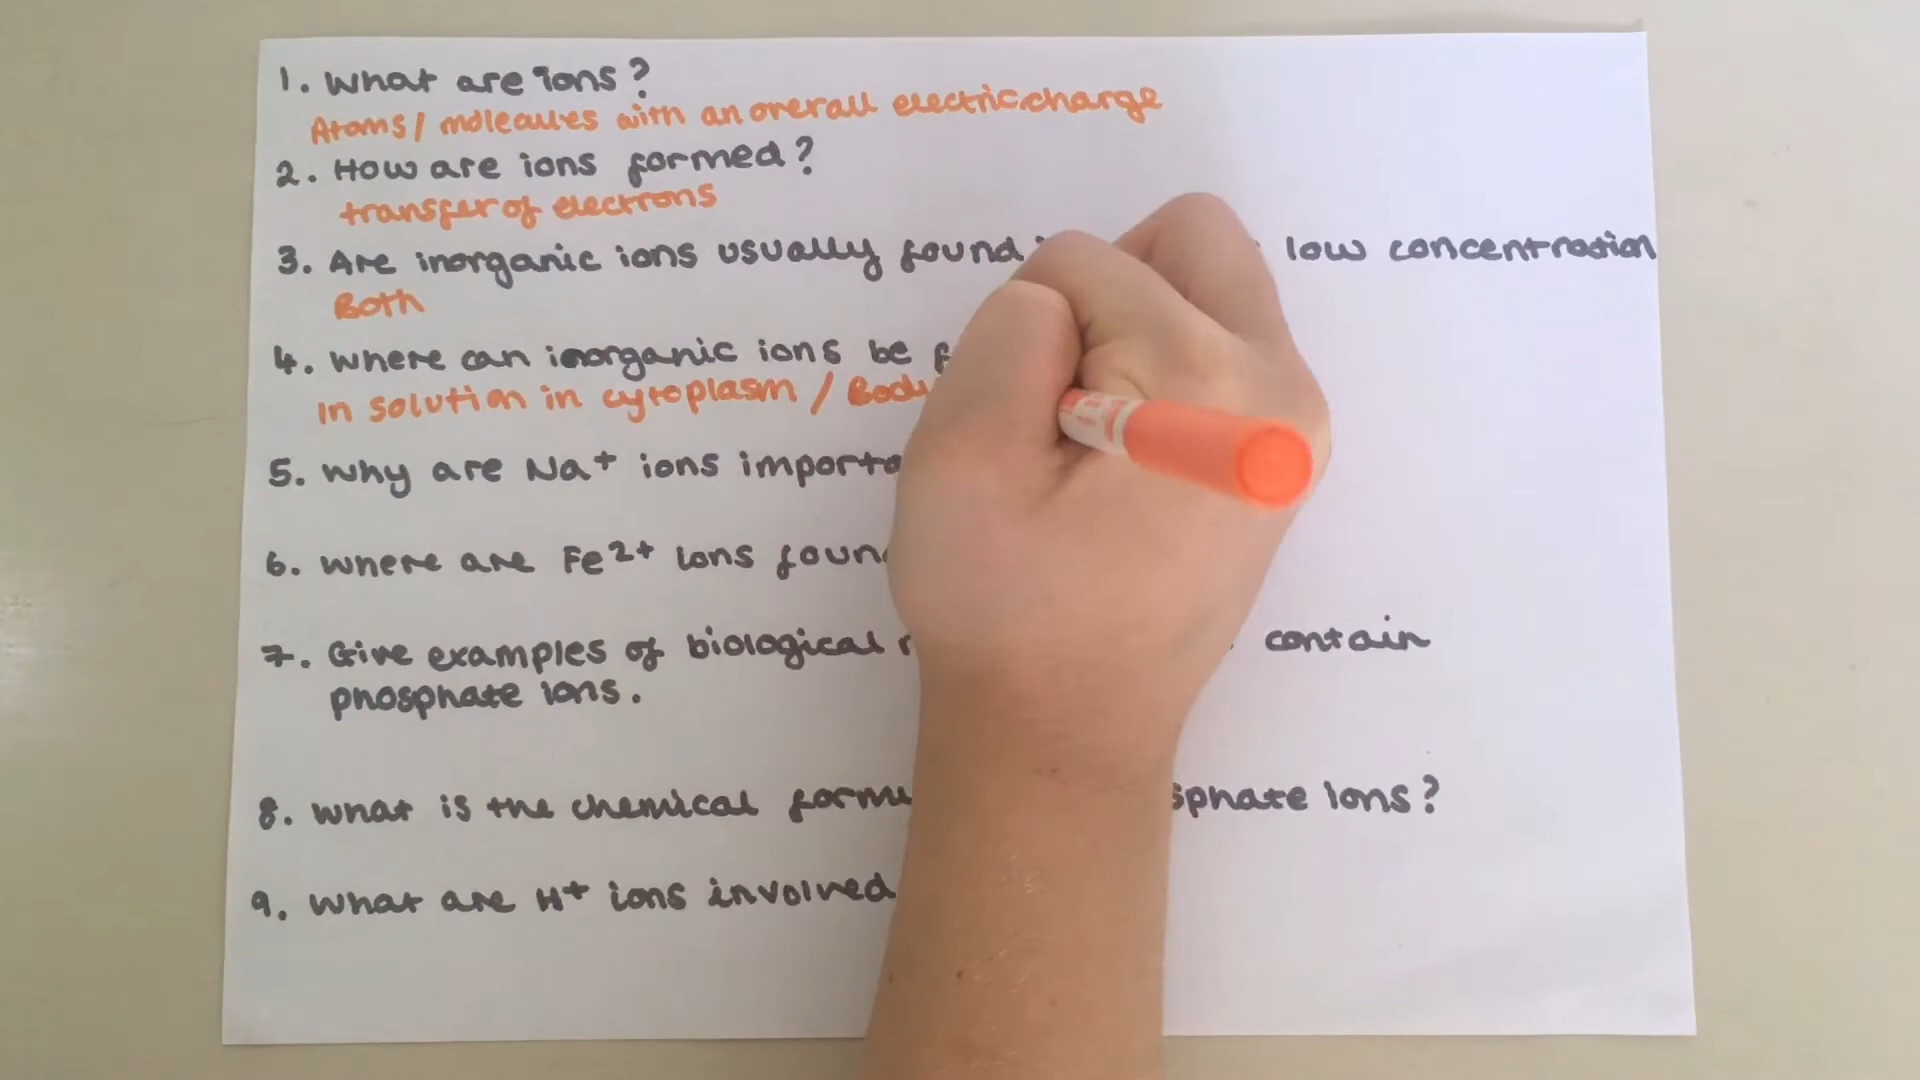 1. What are ions?
Atoms / molecules with an overall electric charge
2. How are ions formed?
transfer of electrons
3. Are inorganic ions usually found low concentration
Both
4. Where can inorganic ions be
In solution in cytoplasm / Body
5. Why are Na+ ions
6. Where are Fe2+ ions
7. Give examples of biological contain
phosphate ions.
8. What is the chemical ions?
9. What are H+ ions involved